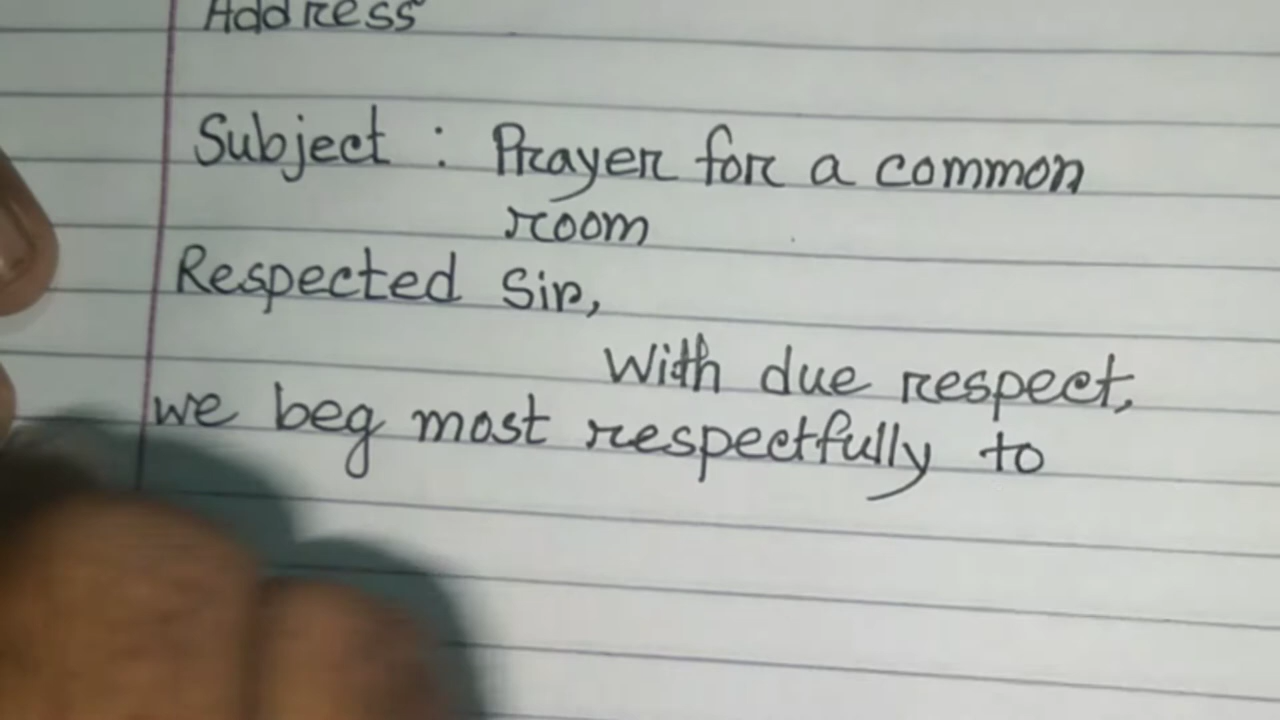 Address
Subject : Prayer for a common
room
Respected Sir,
With due respect,
we beg most respectfully to